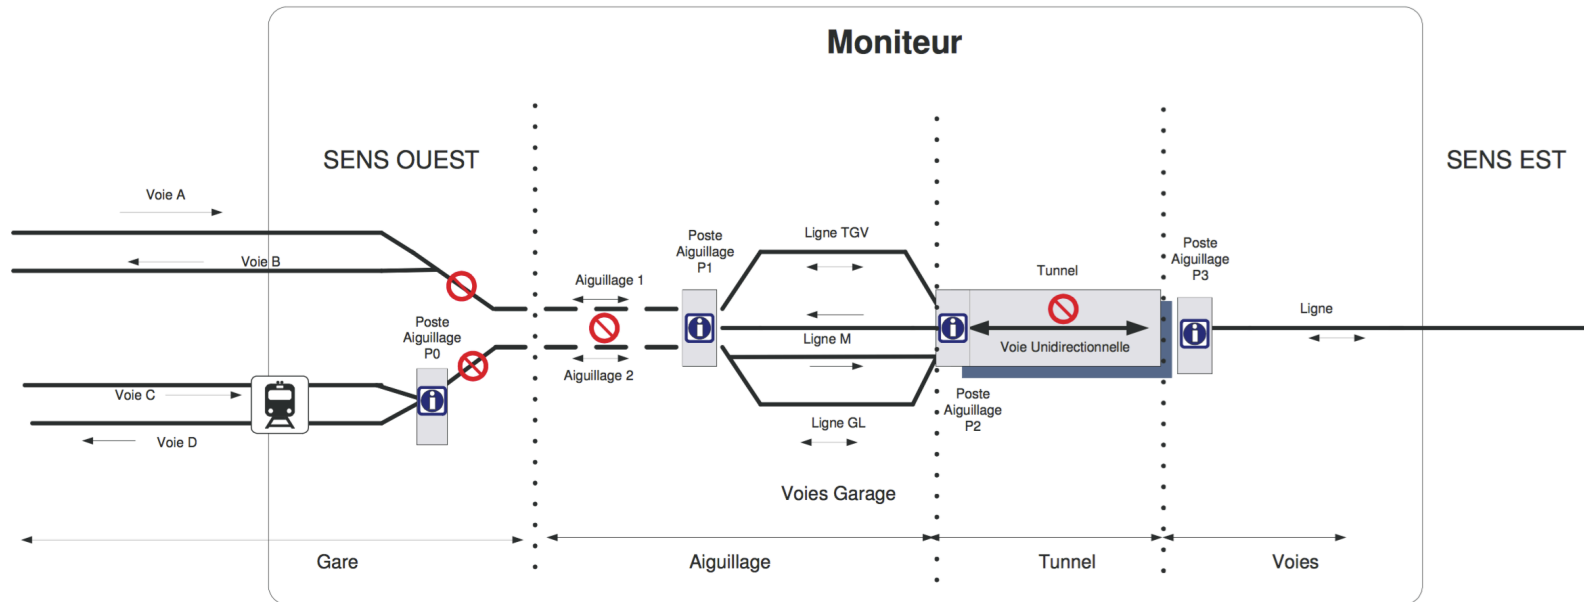 Moniteur
SENS OUEST
SENS EST
Voie A
Voie B
Poste
Aiguillage
P0
Voie C
Voie D
Aiguillage 1
Aiguillage 2
Poste
Aiguillage
P1
Ligne TGV
Ligne M
Ligne GL
Voies Garage
Tunnel
Voie Unidirectionnelle
Poste
Aiguillage
P2
Poste
Aiguillage
P3
Ligne
Gare
Aiguillage
Tunnel
Voies